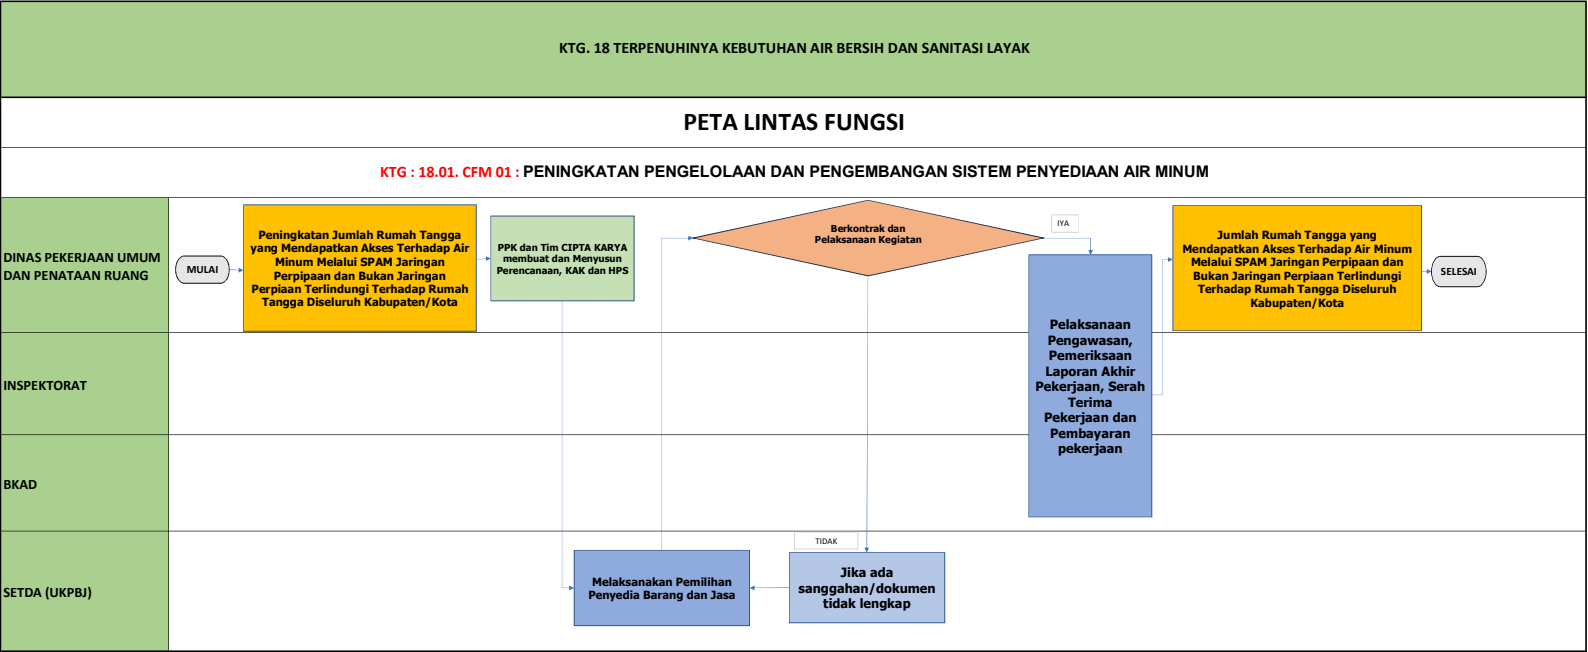 KTG. 18 TERPENUHINYA KEBUTUHAN AIR BERSIH DAN SANITASI LAYAK
PETA LINTAS FUNGSI
KTG : 18.01. CFM 01 : PENINGKATAN PENGELOLAAN DAN PENGEMBANGAN SISTEM PENYEDIAAN AIR MINUM
DINAS PEKERJAAN UMUM
DAN PENATAAN RUANG
MULAI
Peningkatan Jumlah Rumah Tangga
yang Mendapatkan Akses Terhadap Air
Minum Melalui SPAM Jaringan
Perpipaan dan Bukan Jaringan
Perpiaan Terlindungi Terhadap Rumah
Tangga Diseluruh Kabupaten/Kota
PPK dan Tim CIPTA KARYA
membuat dan Menyusun
Perencanaan, KAK dan HPS
Berkontrak dan
Pelaksanaan Kegiatan
IYA
Jumlah Rumah Tangga yang
Mendapatkan Akses Terhadap Air Minum
Melalui SPAM Jaringan Perpipaan dan
Bukan Jaringan Perpiaan Terlindungi
Terhadap Rumah Tangga Diseluruh
Kabupaten/Kota
SELESAI
Pelaksanaan
Pengawasan,
Pemeriksaan
Laporan Akhir
Pekerjaan, Serah
Terima
Pekerjaan dan
Pembayaran
pekerjaan
INSPEKTORAT
BKAD
SETDA (UKPBJ)
Melaksanakan Pemilihan
Penyedia Barang dan Jasa
TIDAK
Jika ada
sanggahan/dokumen
tidak lengkap